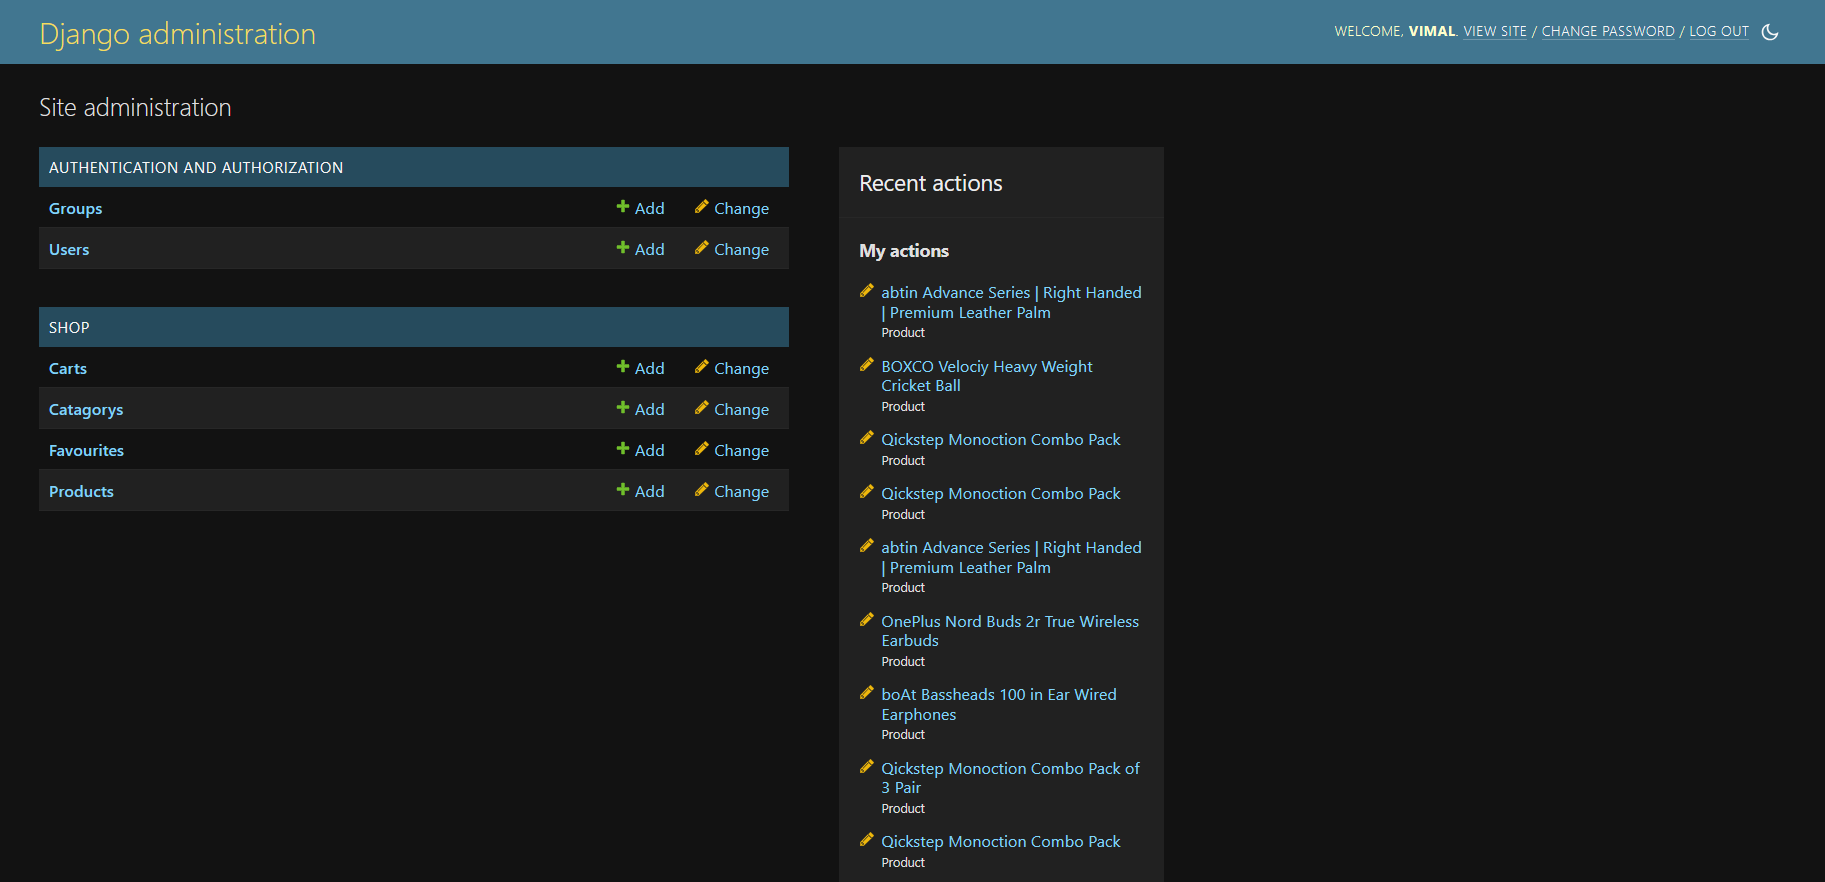 Django administration
WELCOME, VIMAL. VIEW SITE / CHANGE PASSWORD / LOG OUT
Site administration
AUTHENTICATION AND AUTHORIZATION
Groups Add Change
Users Add Change
SHOP
Carts Add Change
Catagorys Add Change
Favourites Add Change
Products Add Change
Recent actions
My actions
abtin Advance Series | Right Handed
| Premium Leather Palm
Product
BOXCO Velociy Heavy Weight
Cricket Ball
Product
Qickstep Monoction Combo Pack
Product
Qickstep Monoction Combo Pack
Product
abtin Advance Series | Right Handed
| Premium Leather Palm
Product
OnePlus Nord Buds 2r True Wireless
Earbuds
Product
boAt Bassheads 100 in Ear Wired
Earphones
Product
Qickstep Monoction Combo Pack of
3 Pair
Product
Qickstep Monoction Combo Pack
Product